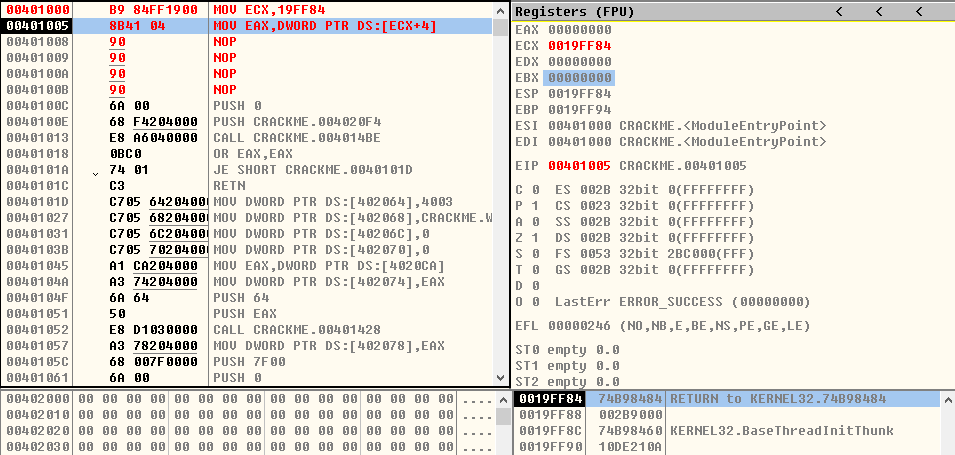 00401000 B9 84FF1900 MOV ECX,19FF84
00401005 8B41 04 MOV EAX,DWORD PTR DS:[ECX+4]
00401008 90 NOP
00401009 90 NOP
0040100A 90 NOP
0040100B 90 NOP
0040100C 6A 00 PUSH 0
0040100E 68 F4204000 PUSH CRACKME.004020F4
00401013 E8 A6040000 CALL CRACKME.004014BE
00401018 0BC0 OR EAX,EAX
0040101A 74 01 JE SHORT CRACKME.0040101D
0040101C C3 RETN
0040101D C705 64204000 MOV DWORD PTR DS:[402064],4003
00401027 C705 68204000 MOV DWORD PTR DS:[402068],CRACKME.W
00401031 C705 6C204000 MOV DWORD PTR DS:[40206C],0
0040103B C705 70204000 MOV DWORD PTR DS:[402070],0
00401045 A1 CA204000 MOV EAX,DWORD PTR DS:[4020CA]
0040104A A3 74204000 MOV DWORD PTR DS:[402074],EAX
0040104F 6A 64 PUSH 64
00401051 50 PUSH EAX
00401052 E8 D1030000 CALL CRACKME.00401428
00401057 A3 78204000 MOV DWORD PTR DS:[402078],EAX
0040105C 68 007F0000 PUSH 7F00
00401061 6A 00 PUSH 0
Registers (FPU) < < <
EAX 00000000
ECX 0019FF84
EDX 00000000
EBX 00000000
ESP 0019FF84
EBP 0019FF94
ESI 00401000 CRACKME.<ModuleEntryPoint>
EDI 00401000 CRACKME.<ModuleEntryPoint>
EIP 00401005 CRACKME.00401005
C 0 ES 002B 32bit 0(FFFFFFFF)
P 1 CS 0023 32bit 0(FFFFFFFF)
A 0 SS 002B 32bit 0(FFFFFFFF)
Z 1 DS 002B 32bit 0(FFFFFFFF)
S 0 FS 0053 32bit 2BC000(FFF)
T 0 GS 002B 32bit 0(FFFFFFFF)
D 0
O 0 LastErr ERROR_SUCCESS (00000000)
EFL 00000246 (NO,NB,E,BE,NS,PE,GE,LE)
ST0 empty 0.0
ST1 empty 0.0
ST2 empty 0.0
00402000 00 00 00 00 00 00 00 00 00 00 00 00 00 00 00 00 ....
00402010 00 00 00 00 00 00 00 00 00 00 00 00 00 00 00 00 ....
00402020 00 00 00 00 00 00 00 00 00 00 00 00 00 00 00 00 ....
00402030 00 00 00 00 00 00 00 00 00 00 00 00 00 00 00 00 ....
0019FF84 74B98484 RETURN to KERNEL32.74B98484
0019FF88 002B9000
0019FF8C 74B98460 KERNEL32.BaseThreadInitThunk
0019FF90 10DE210A